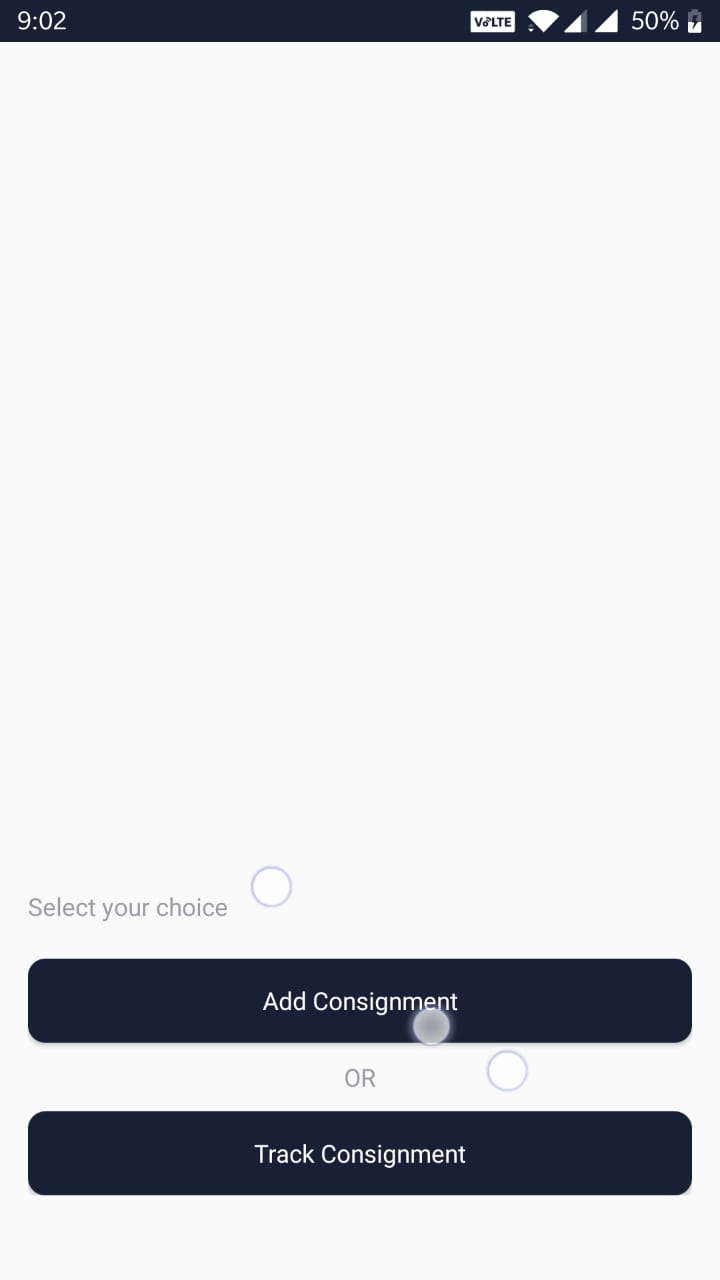 9:02
VoLTE
50%
Select your choice
Add Consignment
OR
Track Consignment